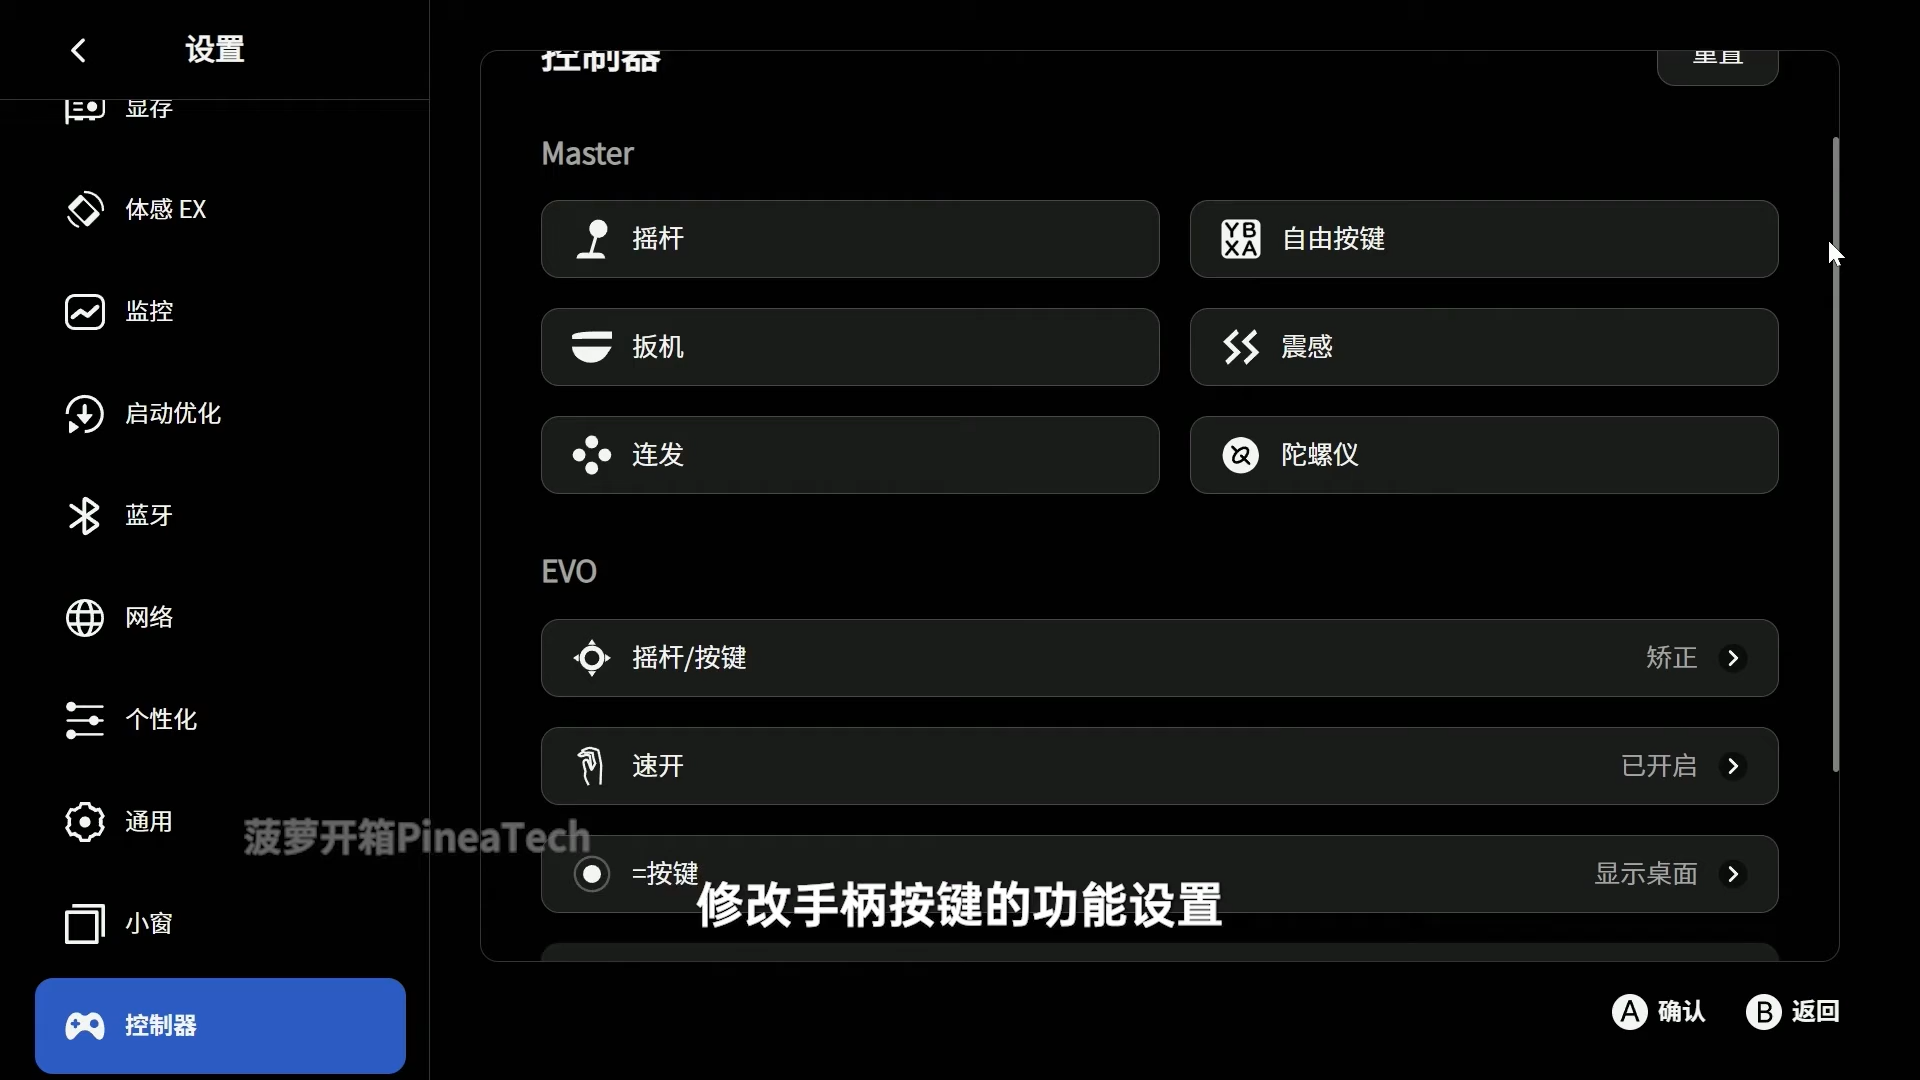 设置
显存
体感 EX
监控
启动优化
蓝牙
网络
个性化
通用
小窗
控制器
控制器
重置
Master
摇杆
自由按键
YB
XA
扳机
震感
连发
陀螺仪
EVO
摇杆/按键
矫正
速开
已开启
=按键
显示桌面
菠萝开箱PineaTech
修改手柄按键的功能设置
A 确认
B 返回